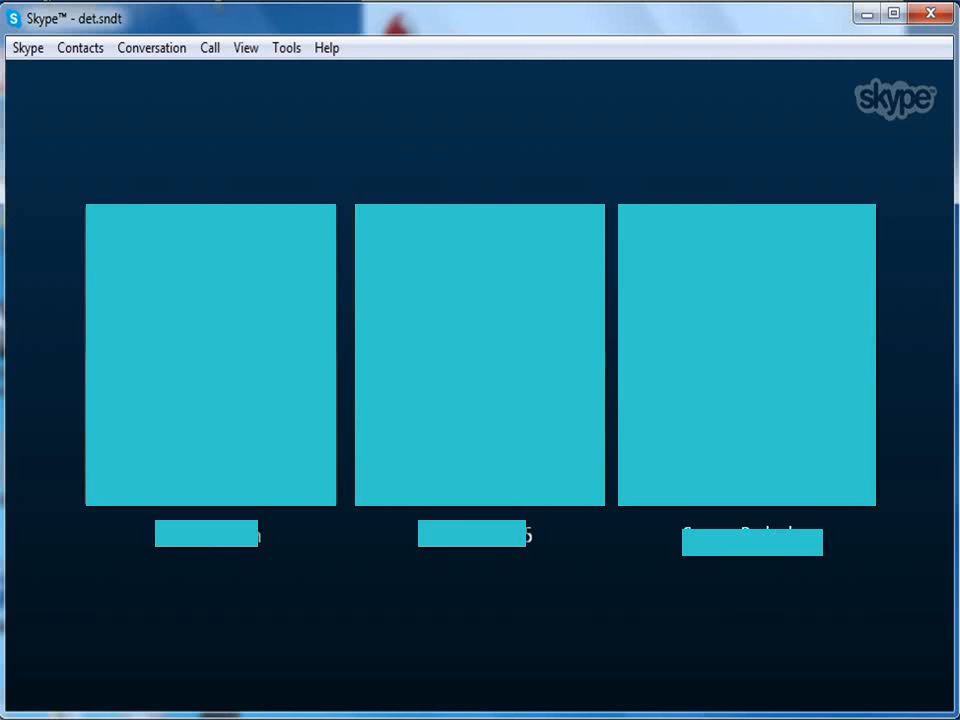 Skype™ - det.sndt
Skype Contacts Conversation Call View Tools Help
skype